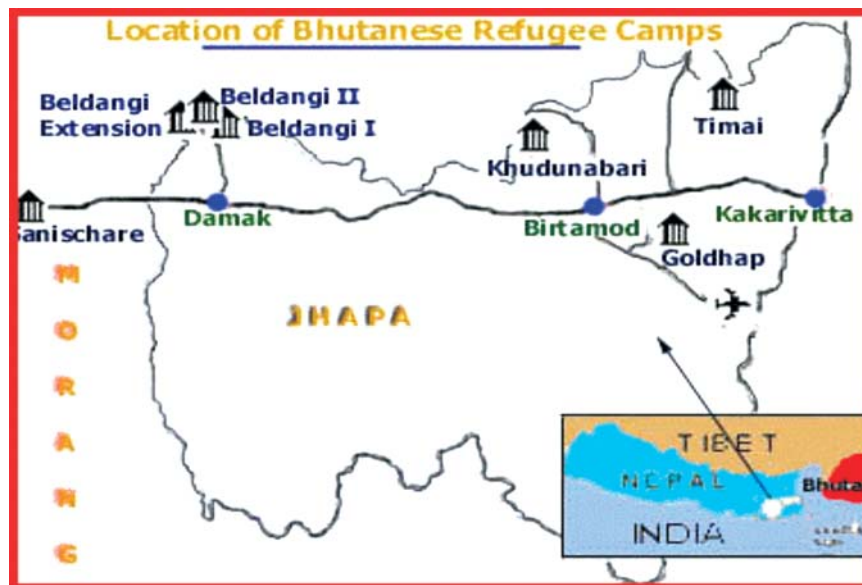 Location of Bhutanese Refugee Camps
Beldangi II
Beldangi
Extension
Beldangi I
Timai
Khudunabari
Sanischare
Damak
Birtamod
Kakarivitta
Goldhap
MORANG
JHAPA
TIBET
NEPAL
Bhuta
INDIA